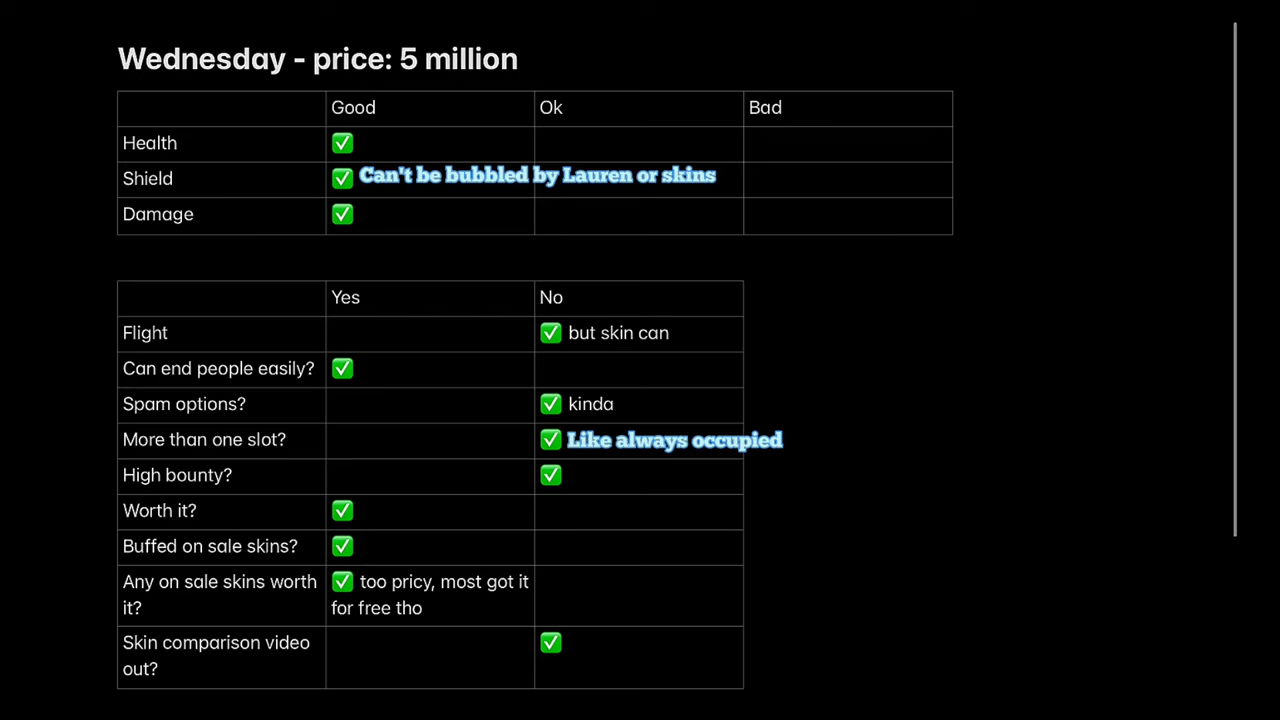 Wednesday - price: 5 million
Good Ok Bad
Health ✅
Shield ✅ Can't be bubbled by Lauren or skins
Damage ✅
Yes No
Flight ✅ but skin can
Can end people easily? ✅
Spam options? ✅ kinda
More than one slot? ✅ Like always occupied
High bounty? ✅
Worth it? ✅
Buffed on sale skins? ✅
Any on sale skins worth ✅ too pricy, most got it
it? for free tho
Skin comparison video ✅
out?